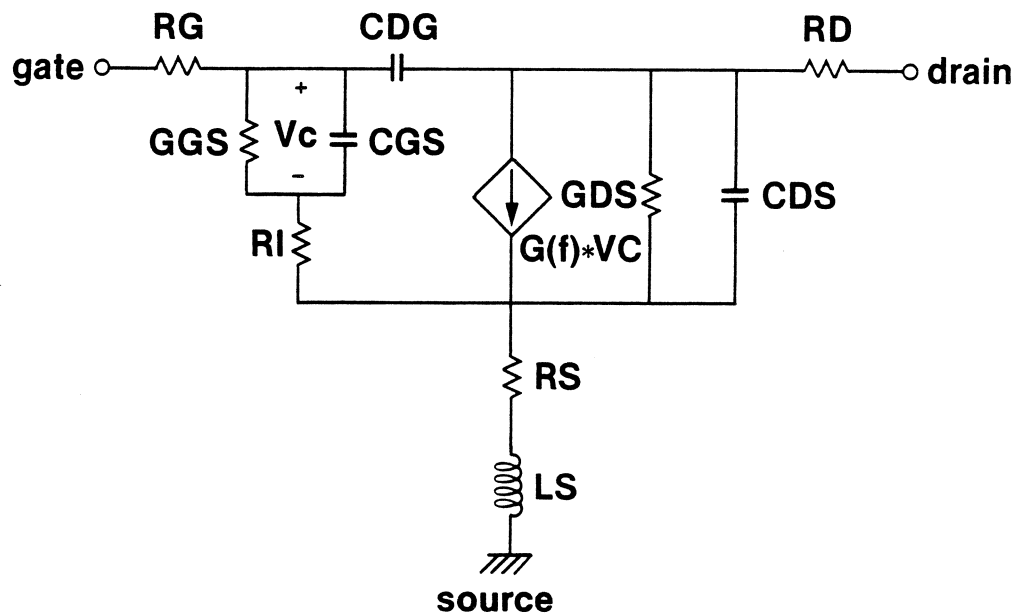 RG
CDG
RD
gate
drain
+
GGS
Vc
CGS
−
GDS
CDS
RI
G(f)*VC
RS
LS
source